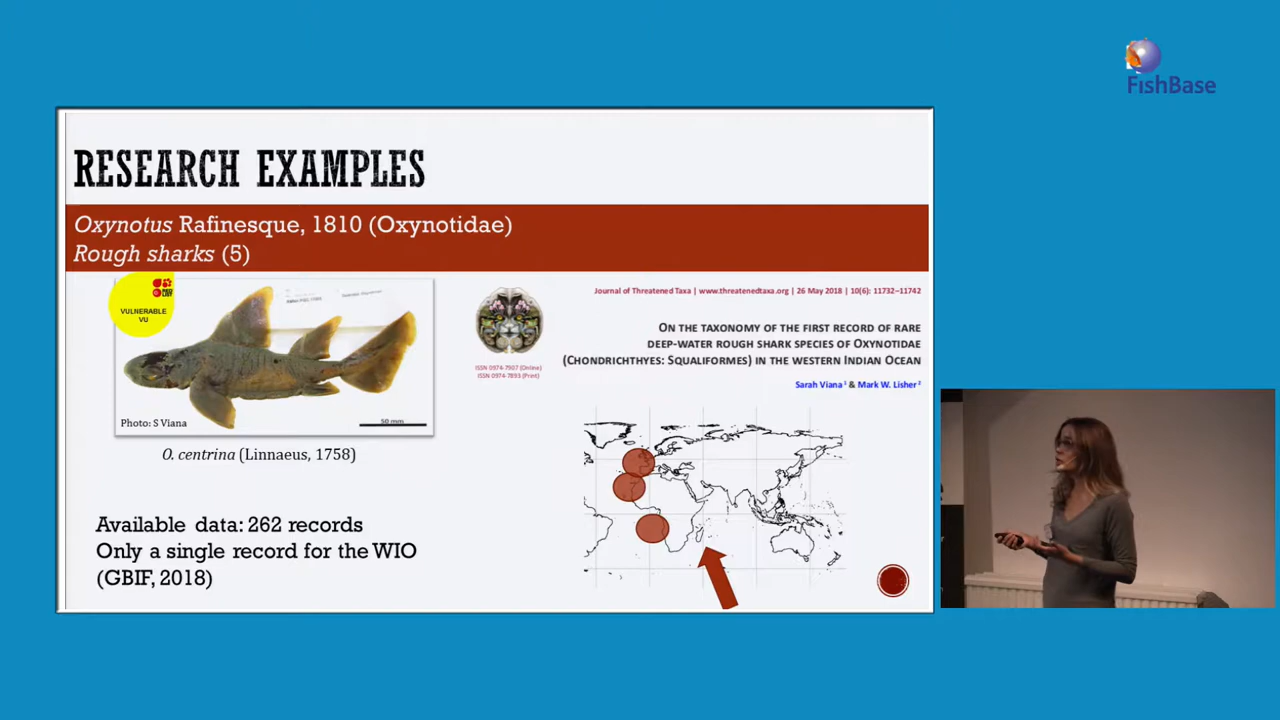 FishBase
RESEARCH EXAMPLES
Oxynotus Rafinesque, 1810 (Oxynotidae)
Rough sharks (5)
VULNERABLE
VU
Photo: S Viana
50 mm
O. centrina (Linnaeus, 1758)
Available data: 262 records
Only a single record for the WIO
(GBIF, 2018)
ISSN 0974-7907 (Online)
ISSN 0974-7893 (Print)
Journal of Threatened Taxa | www.threatenedtaxa.org | 26 May 2018 | 10(6): 11732–11742
On the taxonomy of the first record of rare
deep-water rough shark species of Oxynotidae
(Chondrichthyes: Squaliformes) in the western Indian Ocean
Sarah Viana 1 & Mark W. Lisher 2